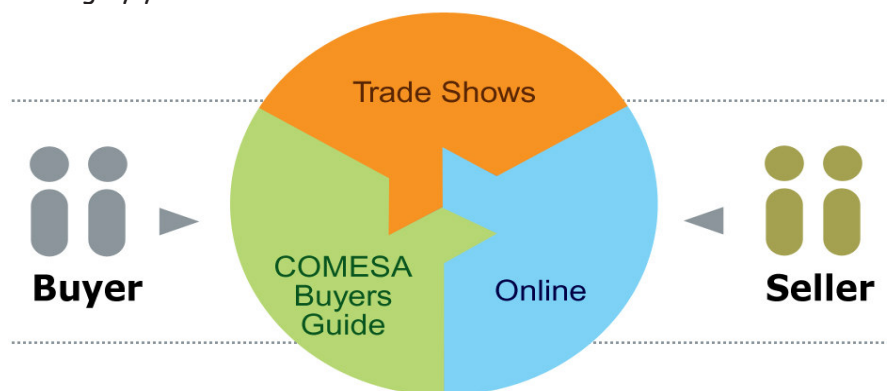 Trade Shows
Buyer
COMESA
Buyers
Guide
Online
Seller